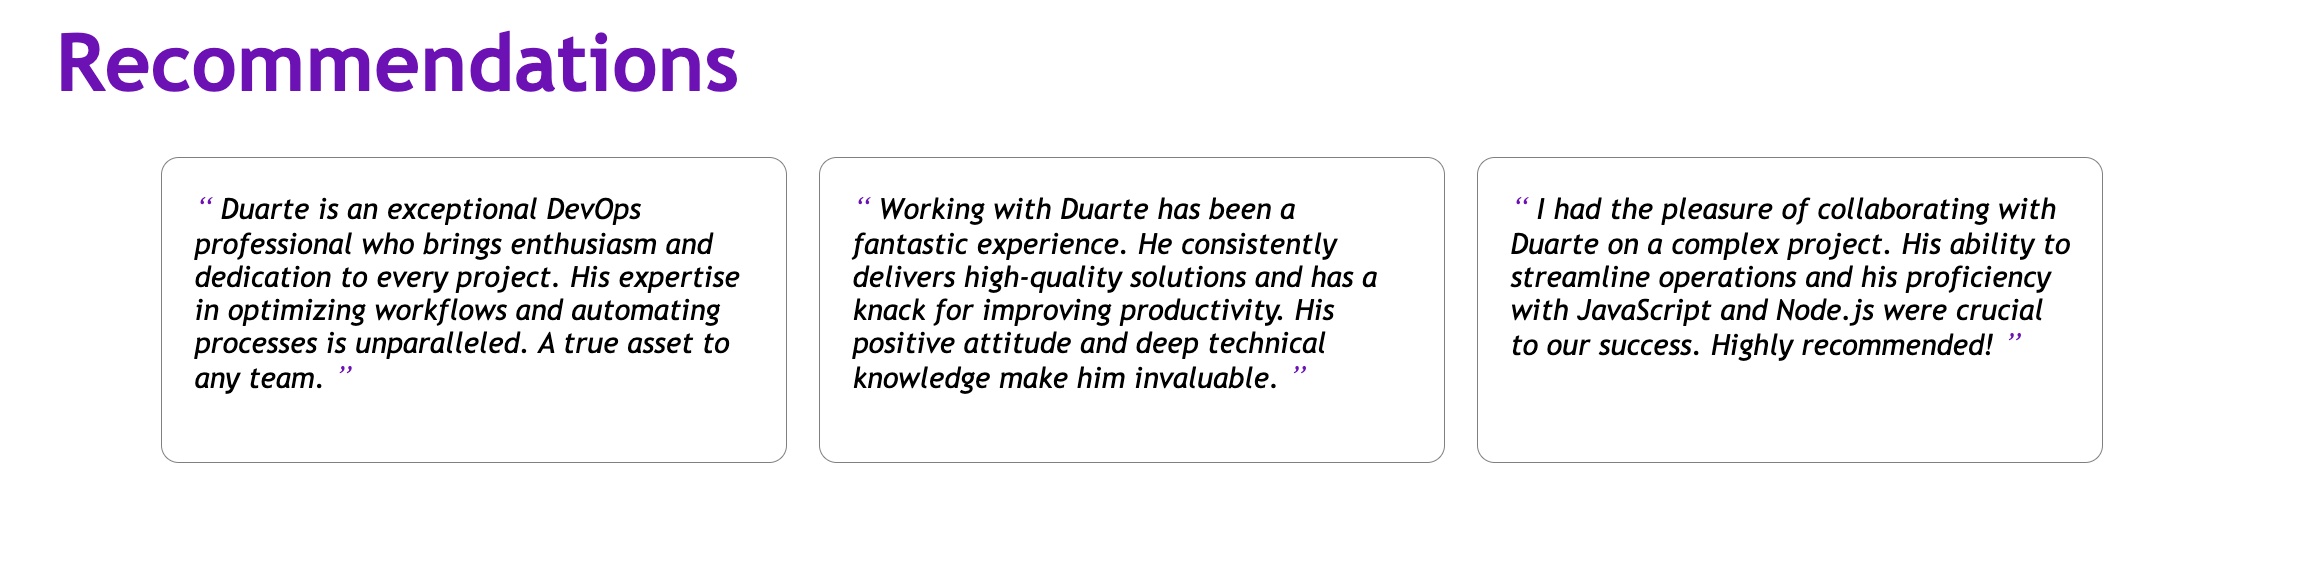 Recommendations
“ Duarte is an exceptional DevOps
professional who brings enthusiasm and
dedication to every project. His expertise
in optimizing workflows and automating
processes is unparalleled. A true asset to
any team. ”
“ Working with Duarte has been a
fantastic experience. He consistently
delivers high-quality solutions and has a
knack for improving productivity. His
positive attitude and deep technical
knowledge make him invaluable. ”
“ I had the pleasure of collaborating with
Duarte on a complex project. His ability to
streamline operations and his proficiency
with JavaScript and Node.js were crucial
to our success. Highly recommended! ”